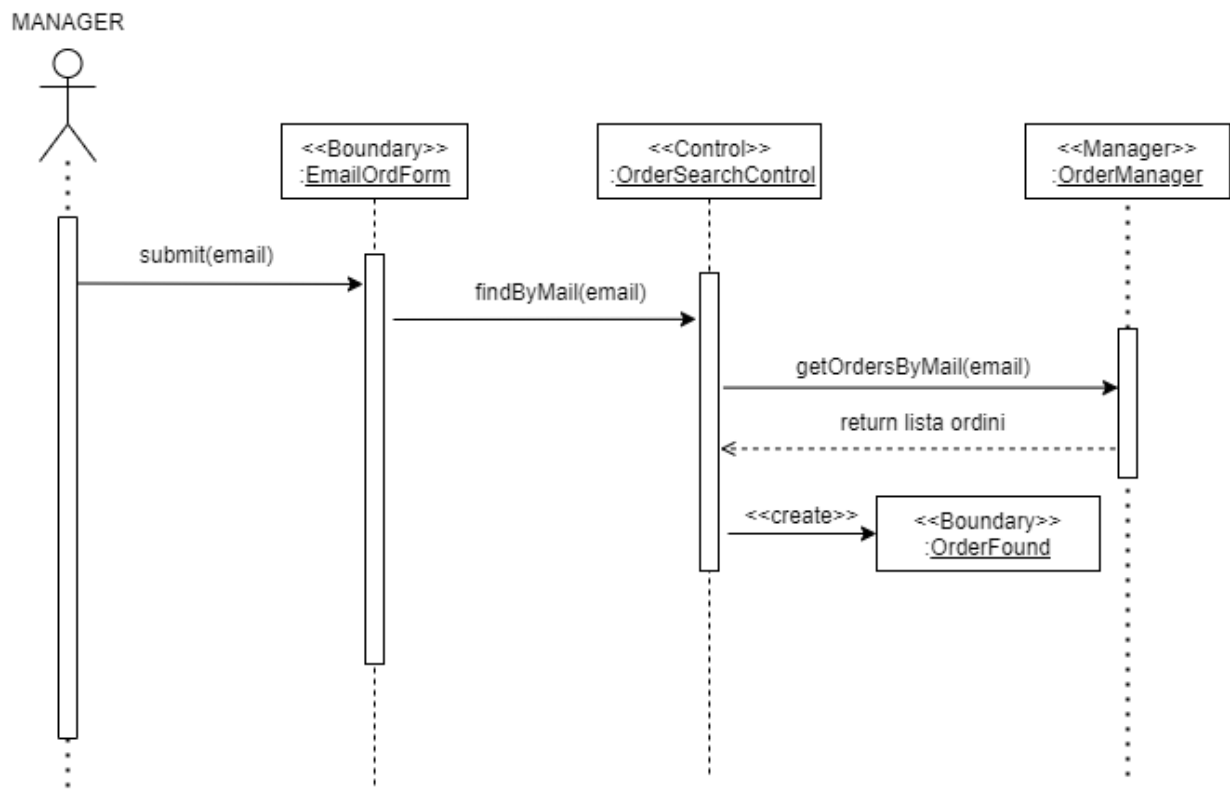 MANAGER
<<Boundary>>
:EmailOrdForm
<<Control>>
:OrderSearchControl
<<Manager>>
:OrderManager
submit(email)
findByMail(email)
getOrdersByMail(email)
return lista ordini
<<create>>
<<Boundary>>
:OrderFound